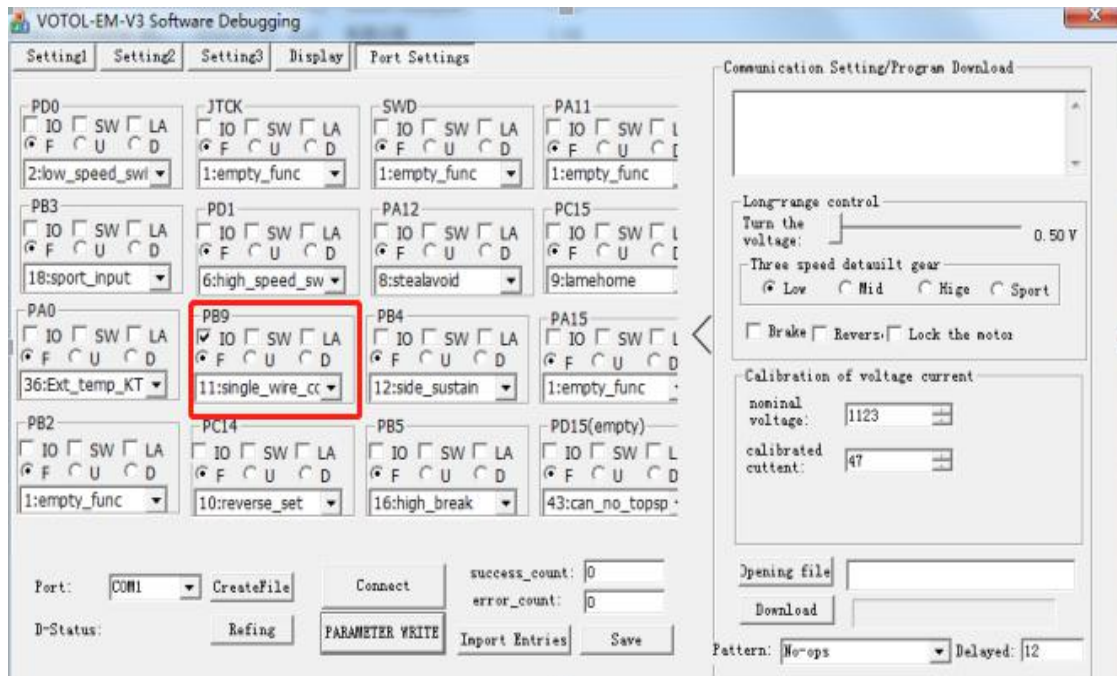 VOTOL-EM-V3 Software Debugging
Setting1 Setting2 Setting3 Display Port Settings
PD0 JTCK SWD PA11
IO SW LA IO SW LA IO SW LA IO SW L
F U D F U D F U D F U D
2:low_speed_swi 1:empty_func 1:empty_func 1:empty_func
PB3 PD1 PA12 PC15
IO SW LA IO SW LA IO SW LA IO SW L
F U D F U D F U D F U D
18:sport_input 6:high_speed_sw 8:stealavoid 9:lamehome
PA0 PB9 PB4 PA15
IO SW LA IO SW LA IO SW LA IO SW L
F U D F U D F U D F U D
36:Ext_temp_KT 11:single_wire_cc 12:side_sustain 1:empty_func
PB2 PC14 PB5 PD15(empty)
IO SW LA IO SW LA IO SW LA IO SW L
F U D F U D F U D F U D
1:empty_func 10:reverse_set 16:high_break 43:can_no_topsp
Port: COM1 CreateFile Connect success_count: 0
error_count: 0
D-Status: Refing PARAMETER WRITE Import Entries Save
Communication Setting/Program Download
Long-range control
Turn the
voltage: 0.50 V
Three speed detauilt gear
Low Mid Hige Sport
Brake Revers. Lock the motor
Calibration of voltage current
nominal
voltage: 1123
calibrated
cuttent: 47
Opening file
Download
Pattern: No-ops Delayed: 12